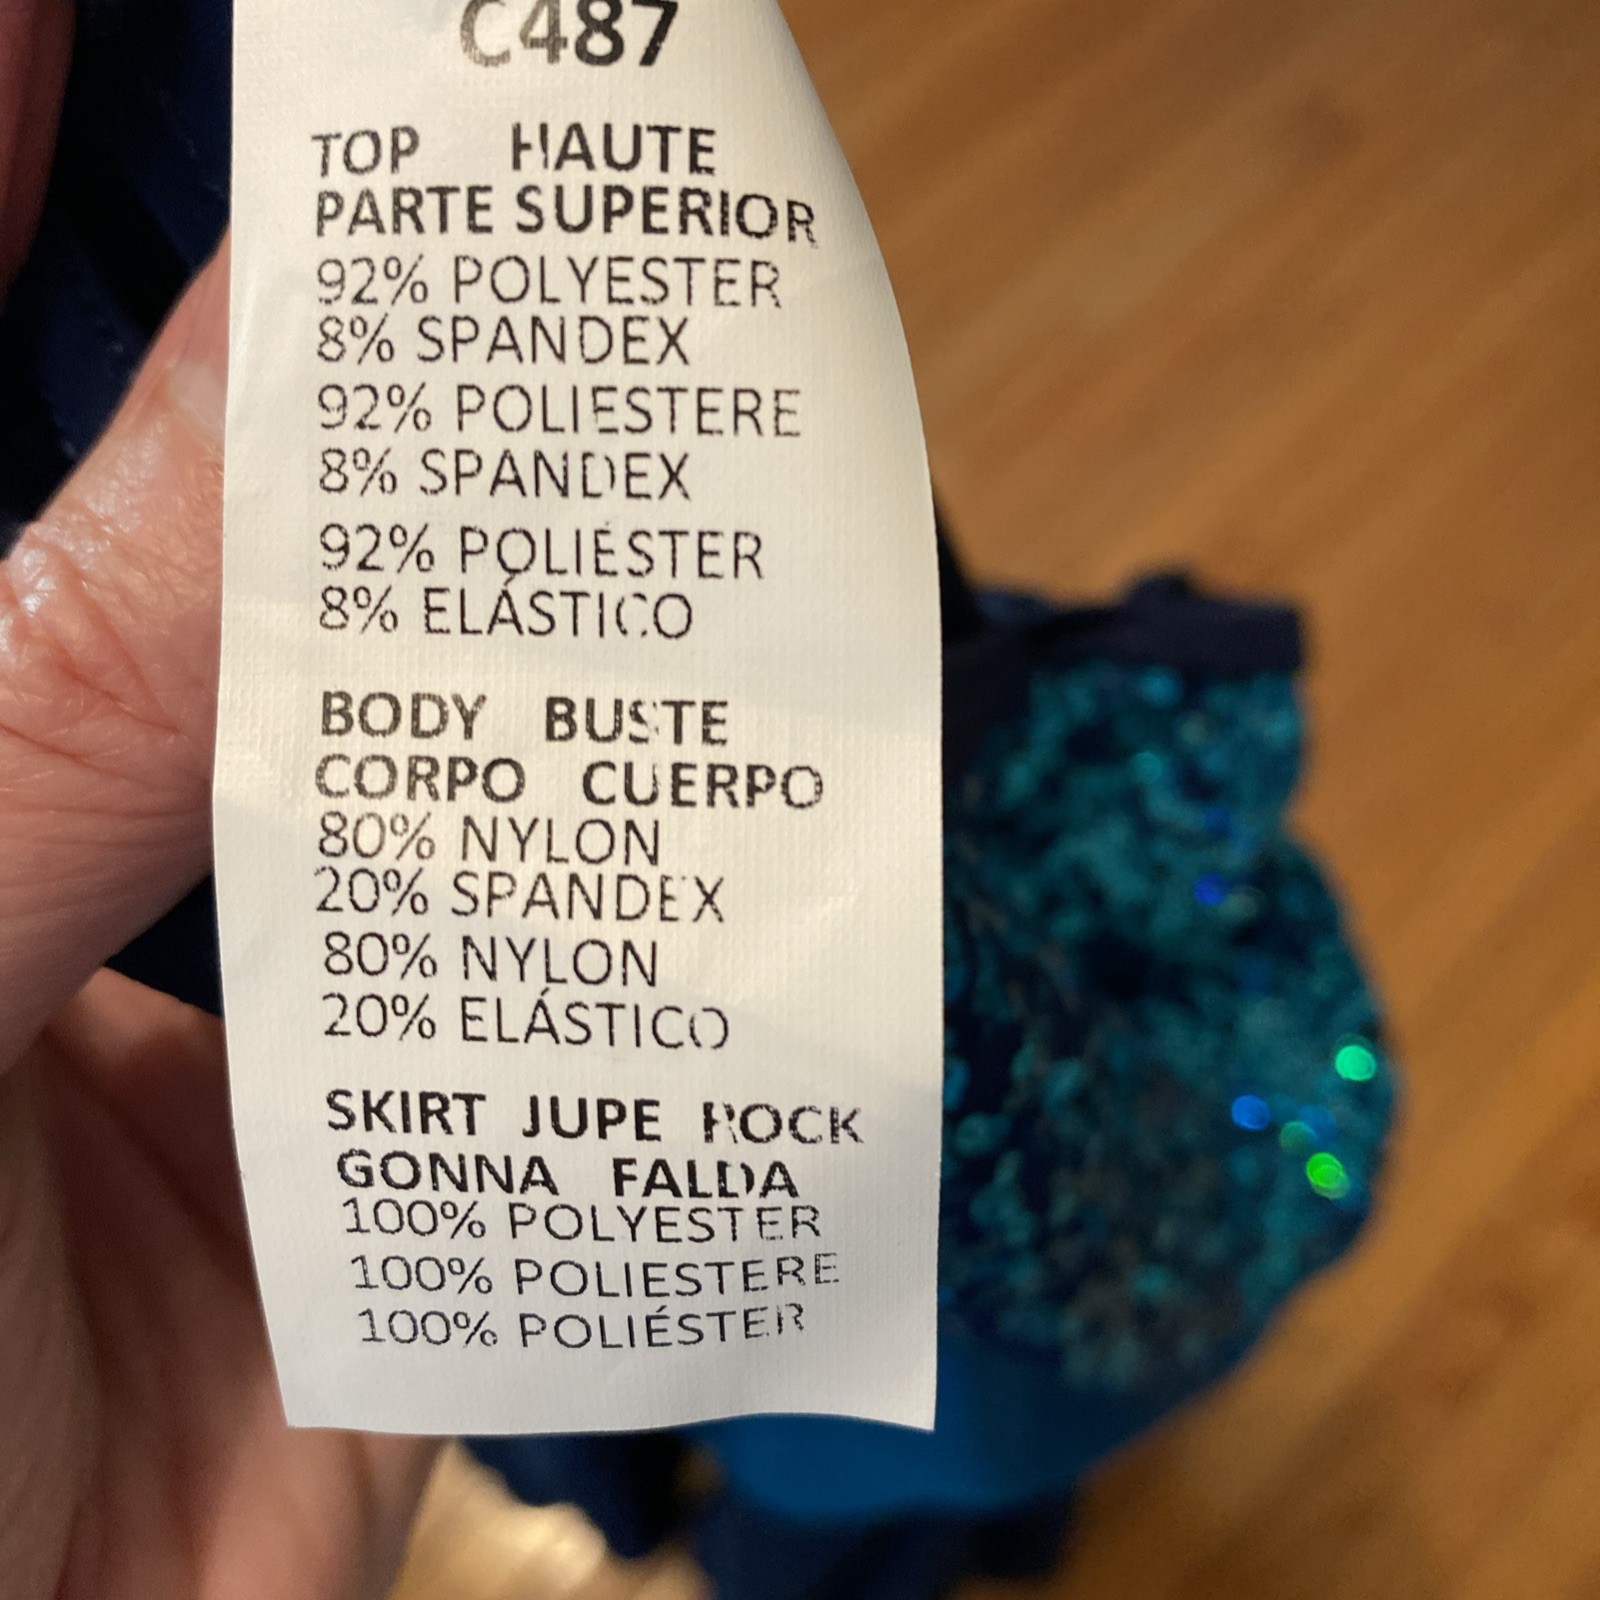 C487
TOP HAUTE
PARTE SUPERIOR
92% POLYESTER
8% SPANDEX
92% POLIESTERE
8% SPANDEX
92% POLIÉSTER
8% ELÁSTICO
BODY BUSTE
CORPO CUERPO
80% NYLON
20% SPANDEX
80% NYLON
20% ELÁSTICO
SKIRT JUPE ROCK
GONNA FALDA
100% POLYESTER
100% POLIESTERE
100% POLIÉSTER